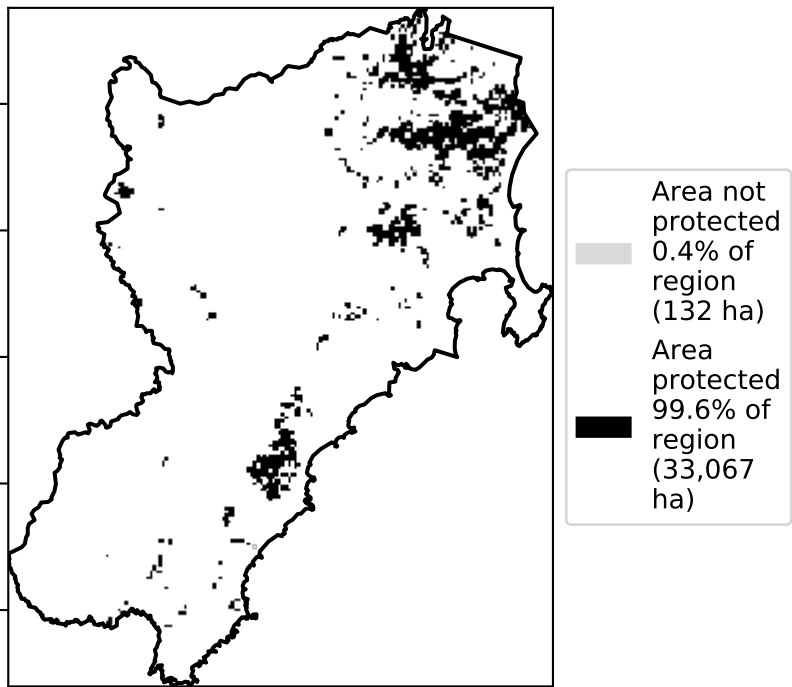 Area not
protected
0.4% of
region
(132 ha)
Area
protected
99.6% of
region
(33,067
ha)